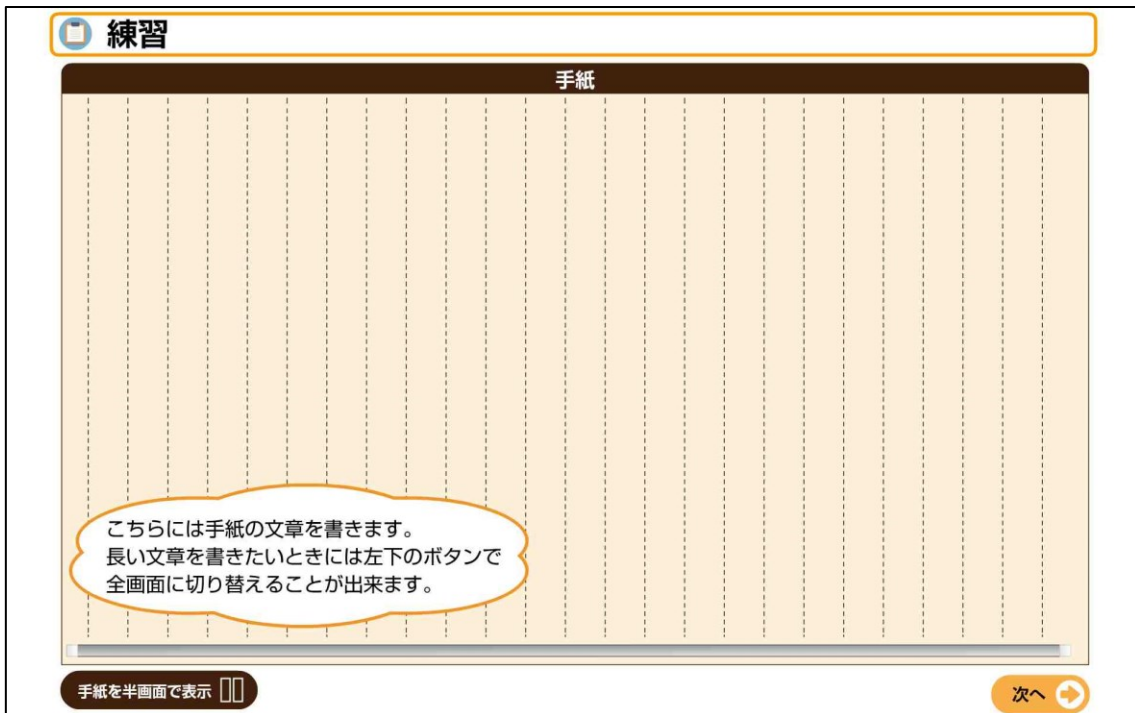 練習
手紙
こちらには手紙の文章を書きます。
長い文章を書きたいときには左下のボタンで
全画面に切り替えることが出来ます。
手紙を半画面で表示
次へ